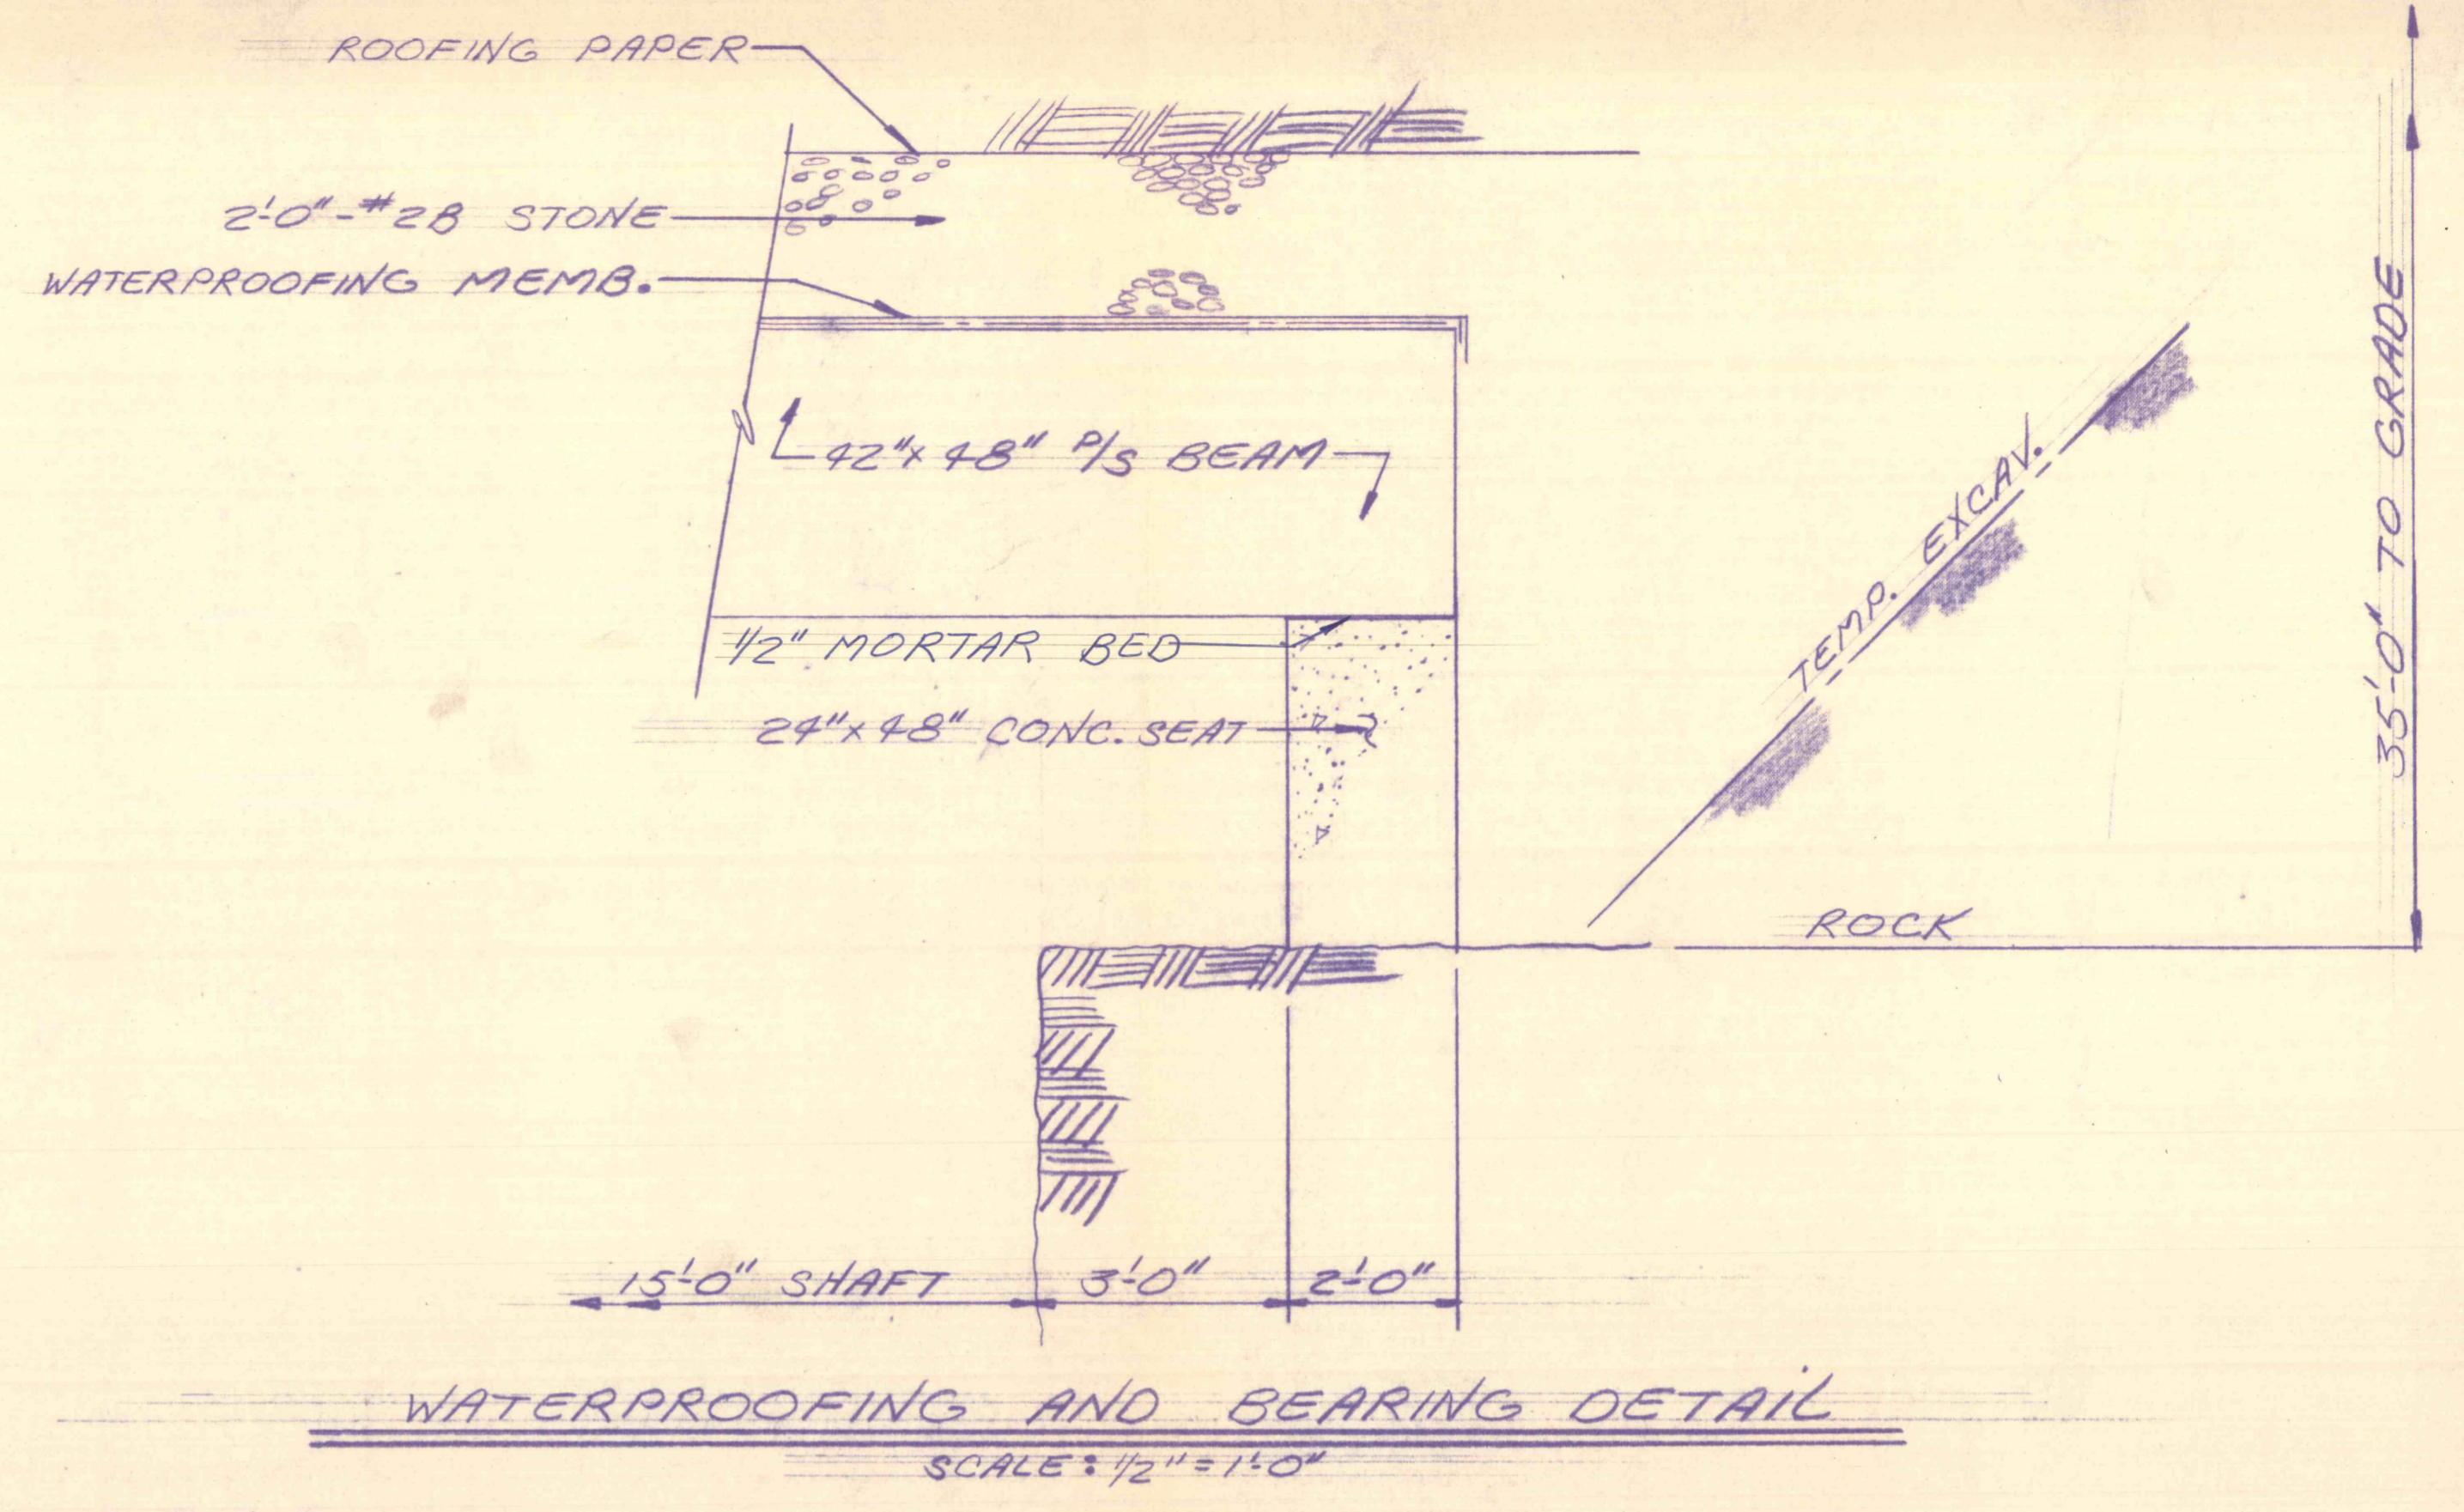 ROOFING PAPER
2'-0"-#2B STONE
WATERPROOFING MEMB.
42"x 48" P/S BEAM
1/2" MORTAR BED
24"x 48" CONC. SEAT
TEMP. EXCAV.
35'-0" TO GRADE
ROCK
15'-0" SHAFT 3'-0" 2'-0"
WATERPROOFING AND BEARING DETAIL
SCALE: 1/2" = 1'-0"